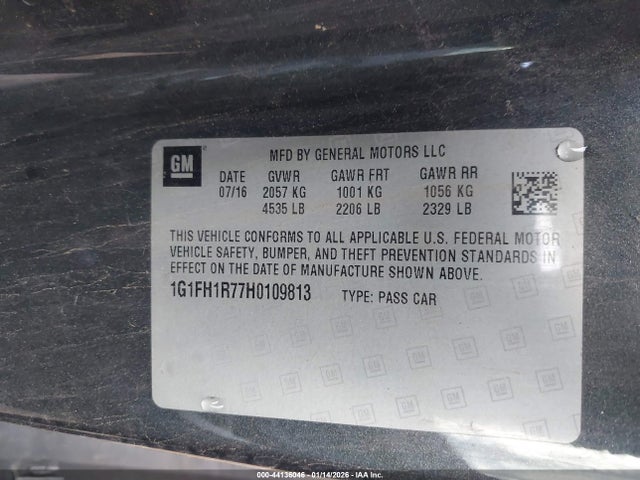 GM
MFD BY GENERAL MOTORS LLC
DATE GVWR GAWR FRT GAWR RR
07/16 2057 KG 1001 KG 1056 KG
4535 LB 2206 LB 2329 LB
THIS VEHICLE CONFORMS TO ALL APPLICABLE U.S. FEDERAL MOTOR
VEHICLE SAFETY, BUMPER, AND THEFT PREVENTION STANDARDS IN
EFFECT ON THE DATE OF MANUFACTURE SHOWN ABOVE.
1G1FH1R77H0109813 TYPE: PASS CAR
000-44136046 - 01/14/2026 - IAAI.COM